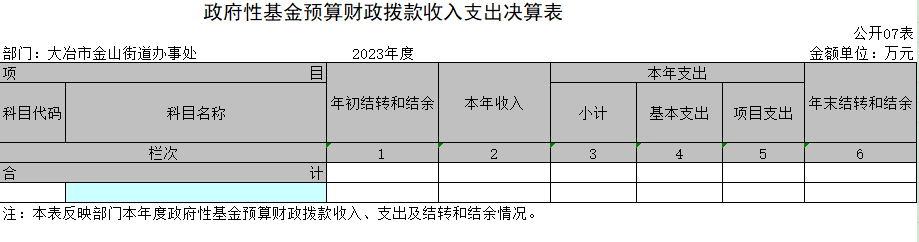 政府性基金预算财政拨款收入支出决算表
公开07表
部门：大冶市金山街道办事处 2023年度 金额单位：万元
项 目 年初结转和结余 本年收入 本年支出 年末结转和结余
科目代码 科目名称 小计 基本支出 项目支出
栏次 1 2 3 4 5 6
合 计
注：本表反映部门本年度政府性基金预算财政拨款收入、支出及结转和结余情况。